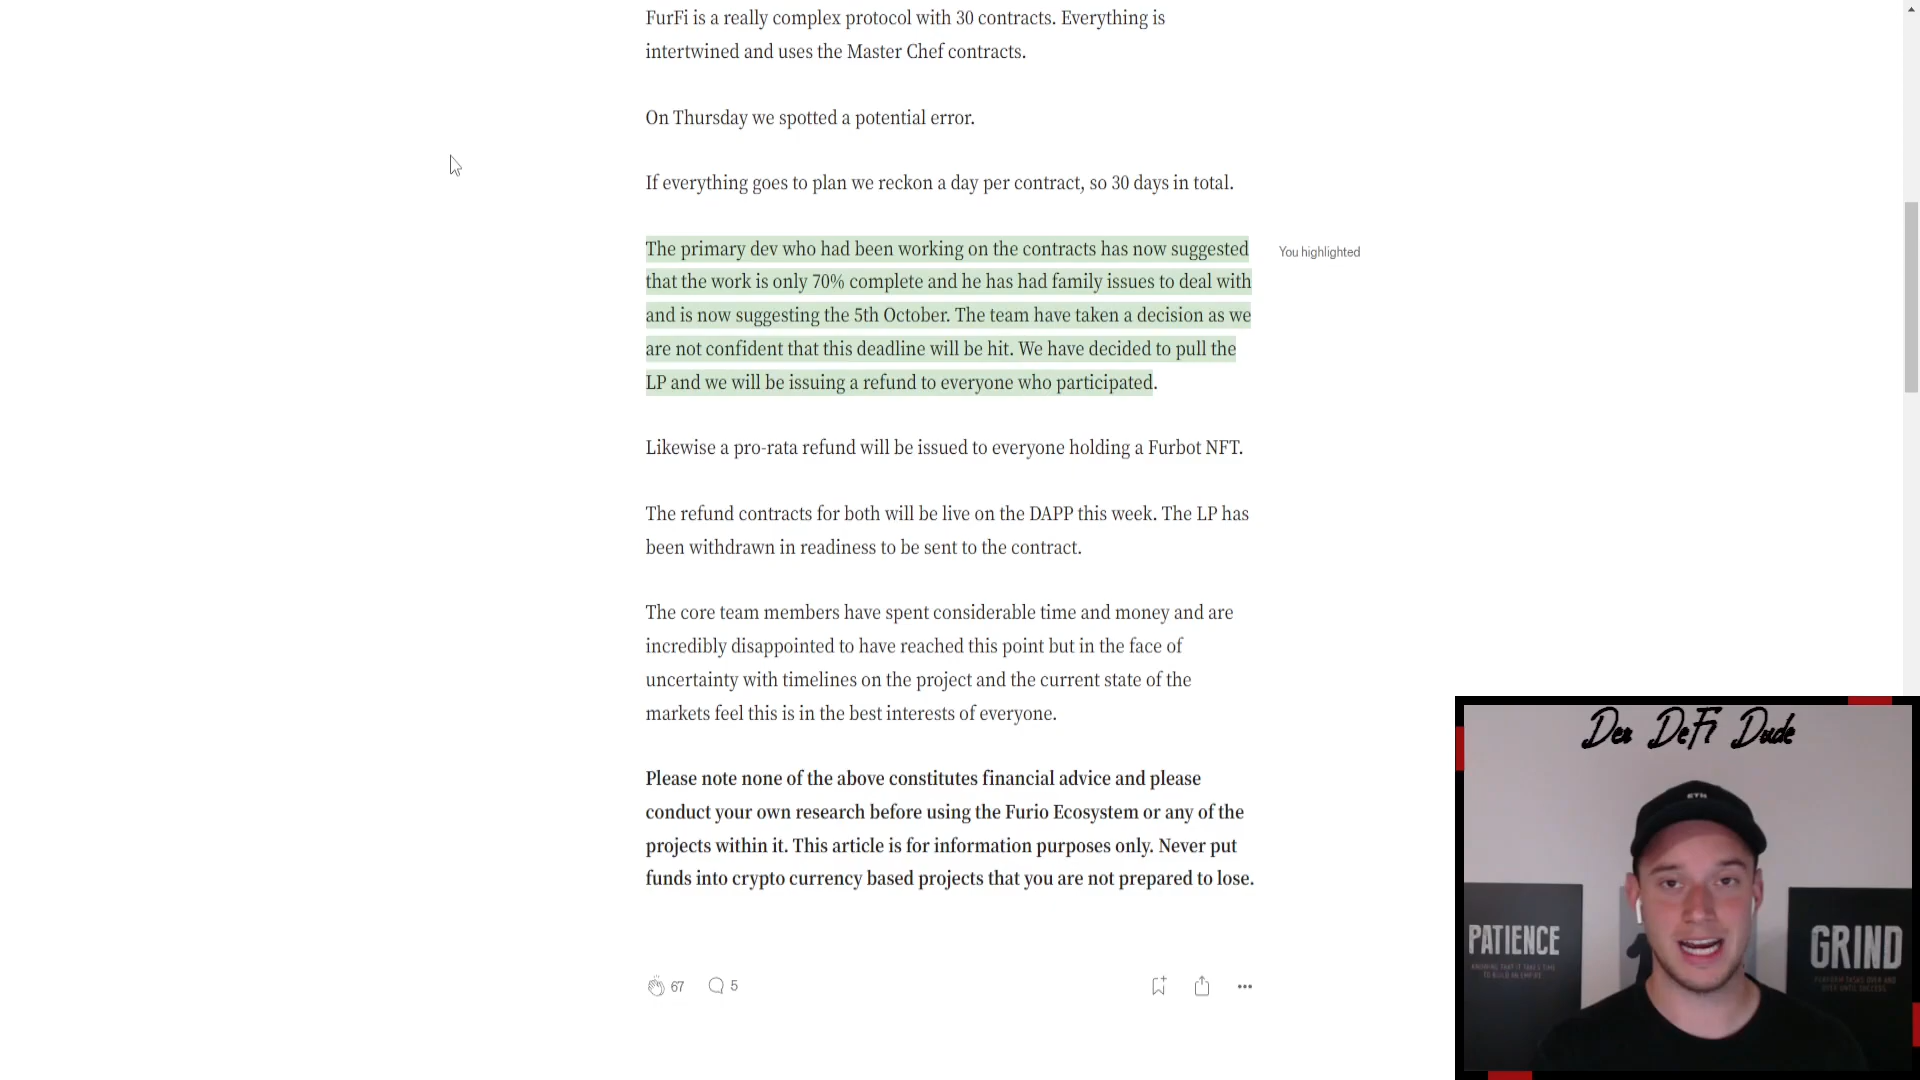 FurFi is a really complex protocol with 30 contracts. Everything is
intertwined and uses the Master Chef contracts.
On Thursday we spotted a potential error.
If everything goes to plan we reckon a day per contract, so 30 days in total.
The primary dev who had been working on the contracts has now suggested
that the work is only 70% complete and he has had family issues to deal with
and is now suggesting the 5th October. The team have taken a decision as we
are not confident that this deadline will be hit. We have decided to pull the
LP and we will be issuing a refund to everyone who participated.
You highlighted
Likewise a pro-rata refund will be issued to everyone holding a Furbot NFT.
The refund contracts for both will be live on the DAPP this week. The LP has
been withdrawn in readiness to be sent to the contract.
The core team members have spent considerable time and money and are
incredibly disappointed to have reached this point but in the face of
uncertainty with timelines on the project and the current state of the
markets feel this is in the best interests of everyone.
Please note none of the above constitutes financial advice and please
conduct your own research before using the Furio Ecosystem or any of the
projects within it. This article is for information purposes only. Never put
funds into crypto currency based projects that you are not prepared to lose.
67
5
Dex DeFi Dude
ETH
PATIENCE
GRIND